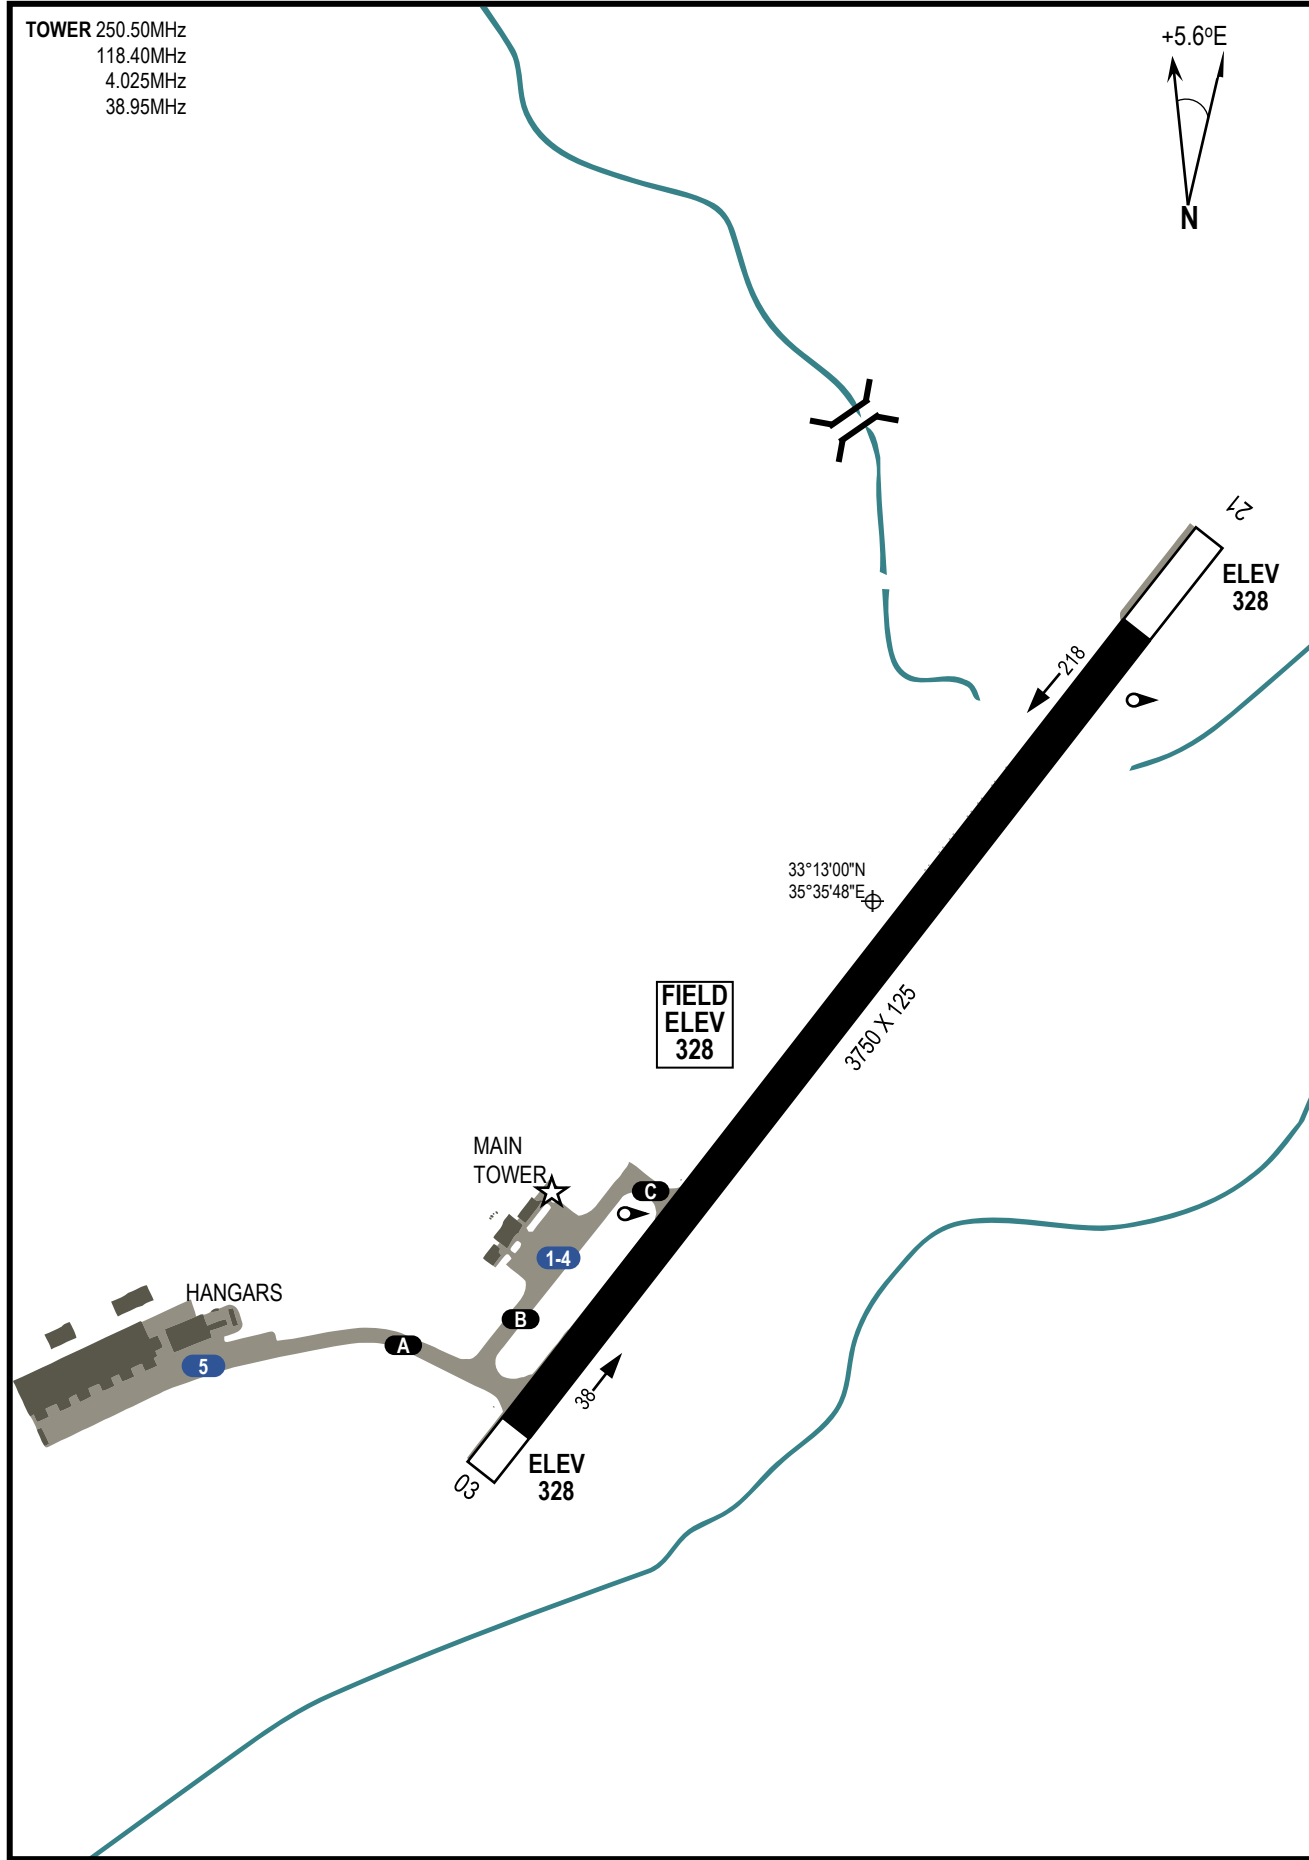 TOWER 250.50MHz
118.40MHz
4.025MHz
38.95MHz
+5.6ºE
N
21
ELEV
328
218
33°13'00"N
35°35'48"E
FIELD
ELEV
328
3750 X 125
MAIN
TOWER
C
1-4
HANGARS
B
A
5
38
ELEV
328
03